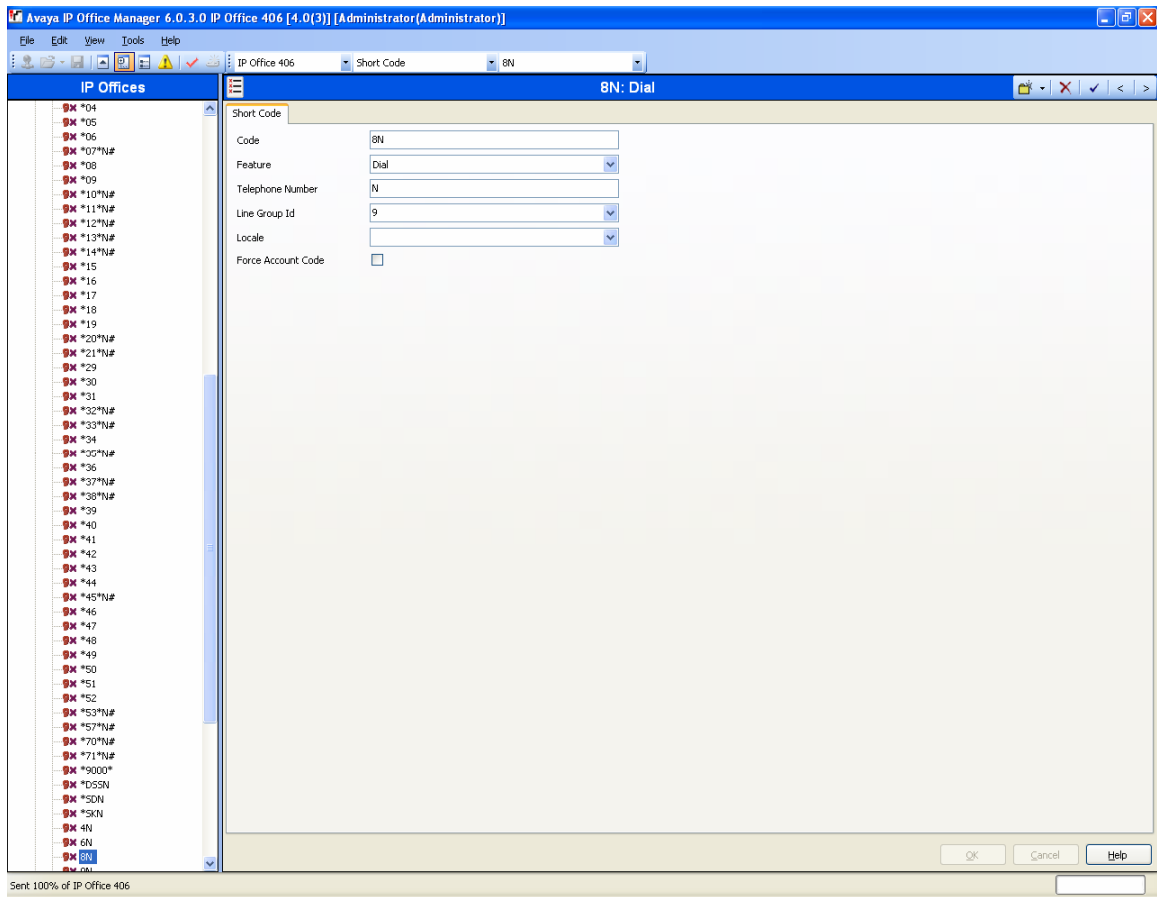 Avaya IP Office Manager 6.0.3.0 IP Office 406 [4.0(3)] [Administrator(Administrator)]
File Edit View Tools Help
IP Office 406 Short Code 8N
IP Offices
8N: Dial
*04
*05
*06
*07*N#
*08
*09
*10*N#
*11*N#
*12*N#
*13*N#
*14*N#
*15
*16
*17
*18
*19
*20*N#
*21*N#
*29
*30
*31
*32*N#
*33*N#
*34
*35*N#
*36
*37*N#
*38*N#
*39
*40
*41
*42
*43
*44
*45*N#
*46
*47
*48
*49
*50
*51
*52
*53*N#
*57*N#
*70*N#
*71*N#
*9000*
*DSSN
*SDN
*SKN
4N
6N
8N
Short Code
Code 8N
Feature Dial
Telephone Number N
Line Group Id 9
Locale
Force Account Code
OK Cancel Help
Sent 100% of IP Office 406